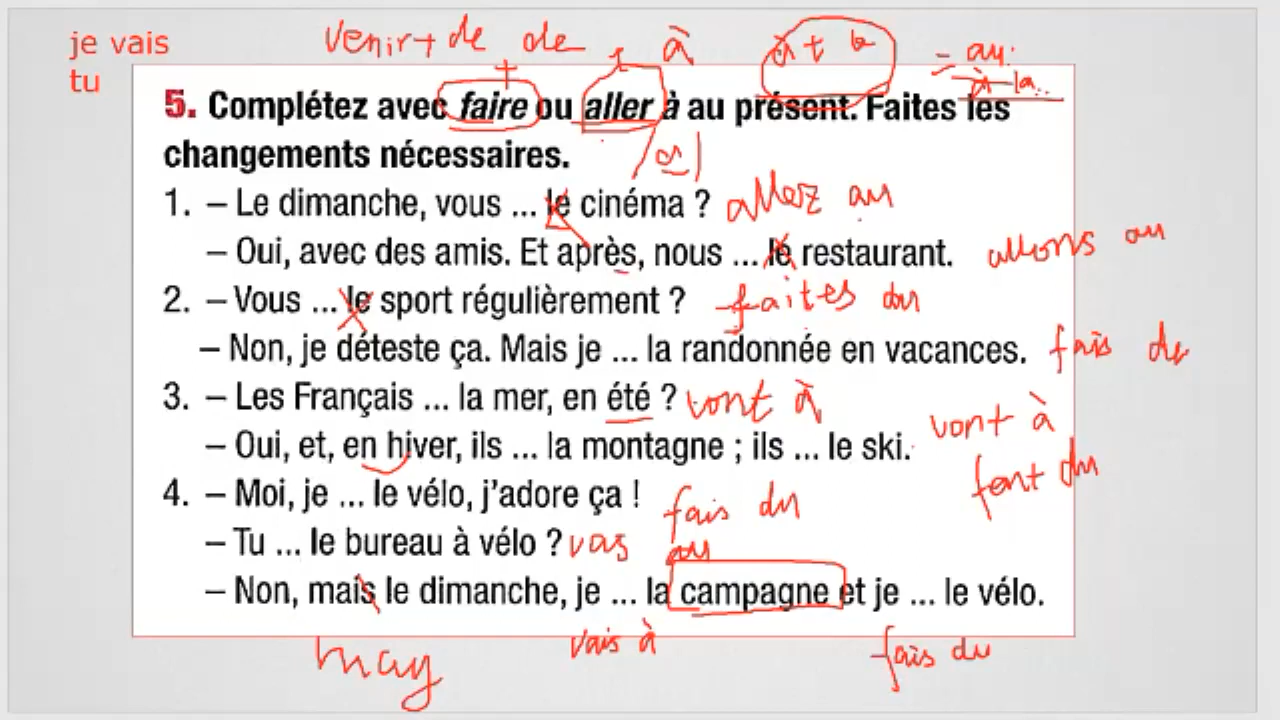 je vais
tu
venir + de de + à à + le = au
à la..
5. Complétez avec faire ou aller à au présent. Faites les
changements nécessaires.
1. – Le dimanche, vous ... le cinéma ? allez au
– Oui, avec des amis. Et après, nous ... le restaurant. allons au
2. – Vous ... le sport régulièrement ? faites du
– Non, je déteste ça. Mais je ... la randonnée en vacances. fais de
3. – Les Français ... la mer, en été ? vont à
– Oui, et, en hiver, ils ... la montagne ; ils ... le ski. vont à
font du
4. – Moi, je ... le vélo, j'adore ça ! fais du
– Tu ... le bureau à vélo ? vas au
– Non, mais le dimanche, je ... la campagne et je ... le vélo.
may vais à fais du